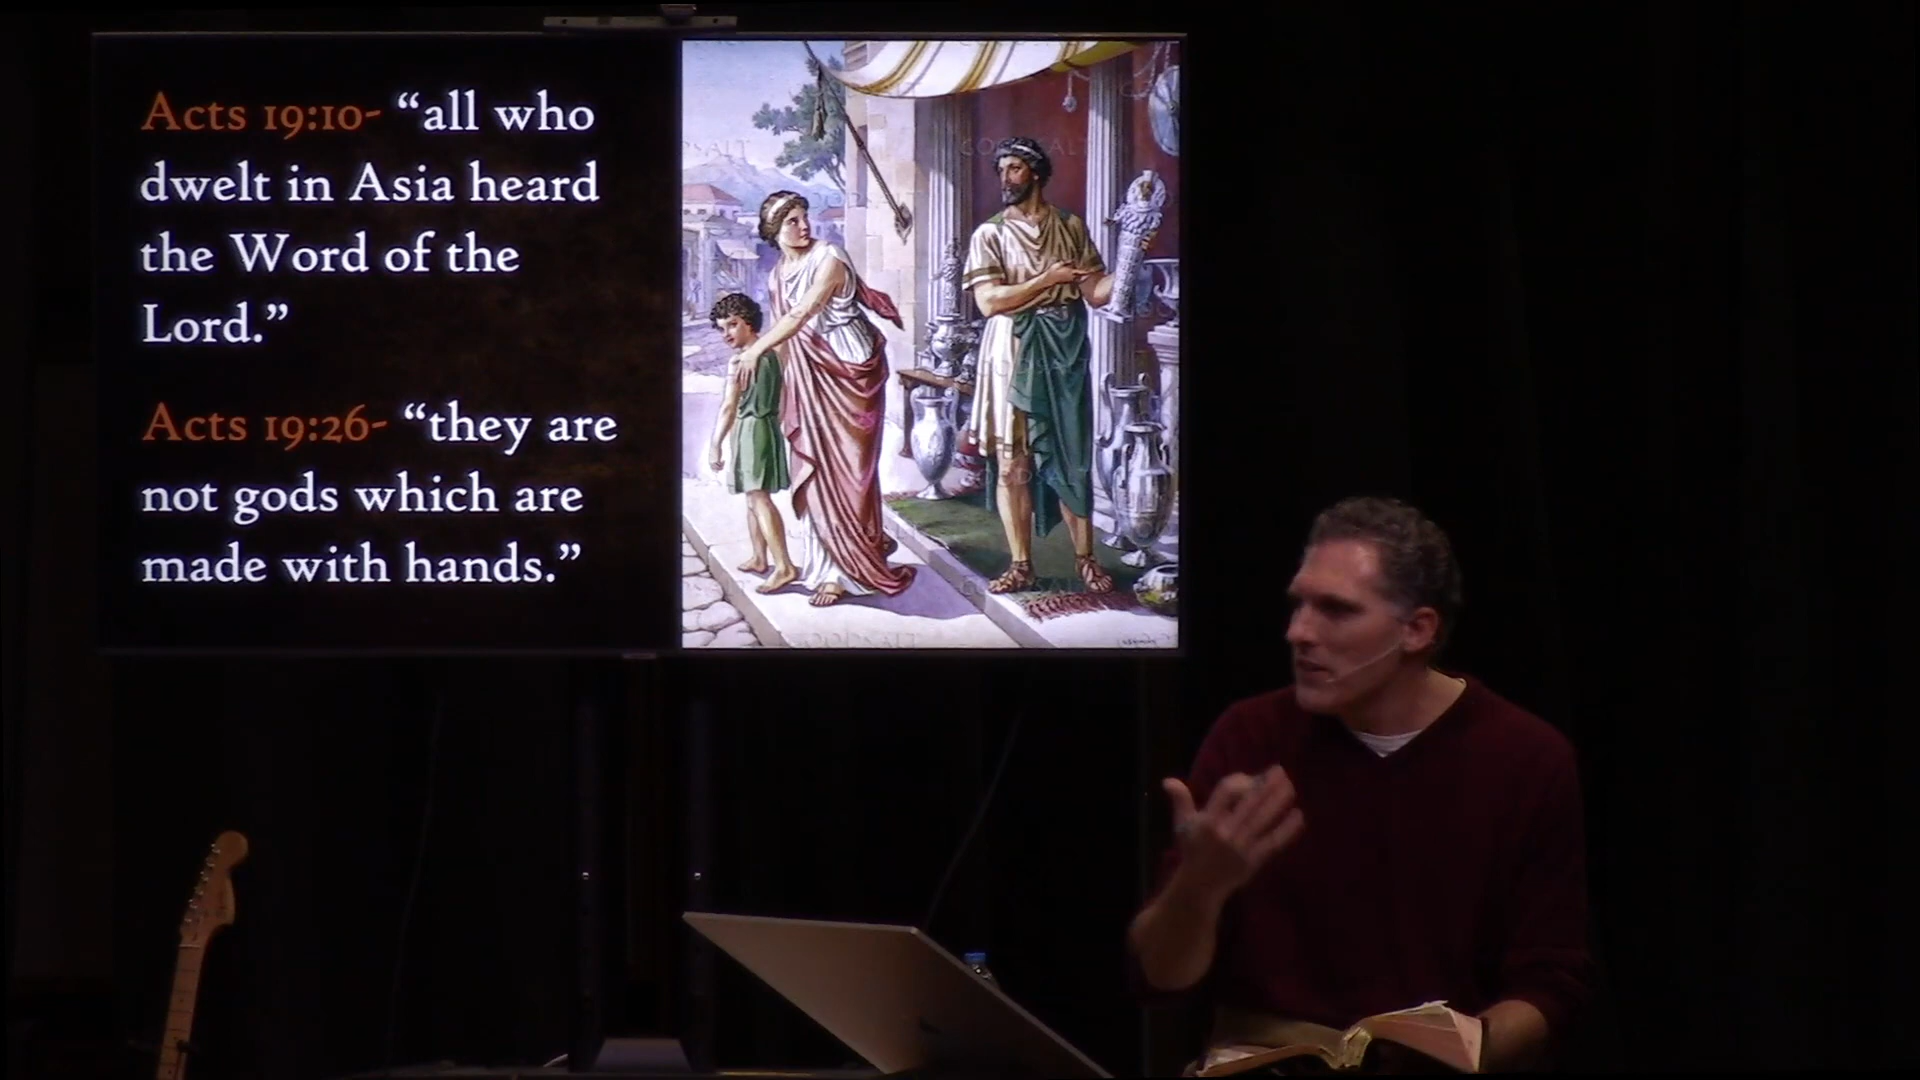 Acts 19:10- “all who
dwelt in Asia heard
the Word of the
Lord.”
Acts 19:26- “they are
not gods which are
made with hands.”
GOODSALT